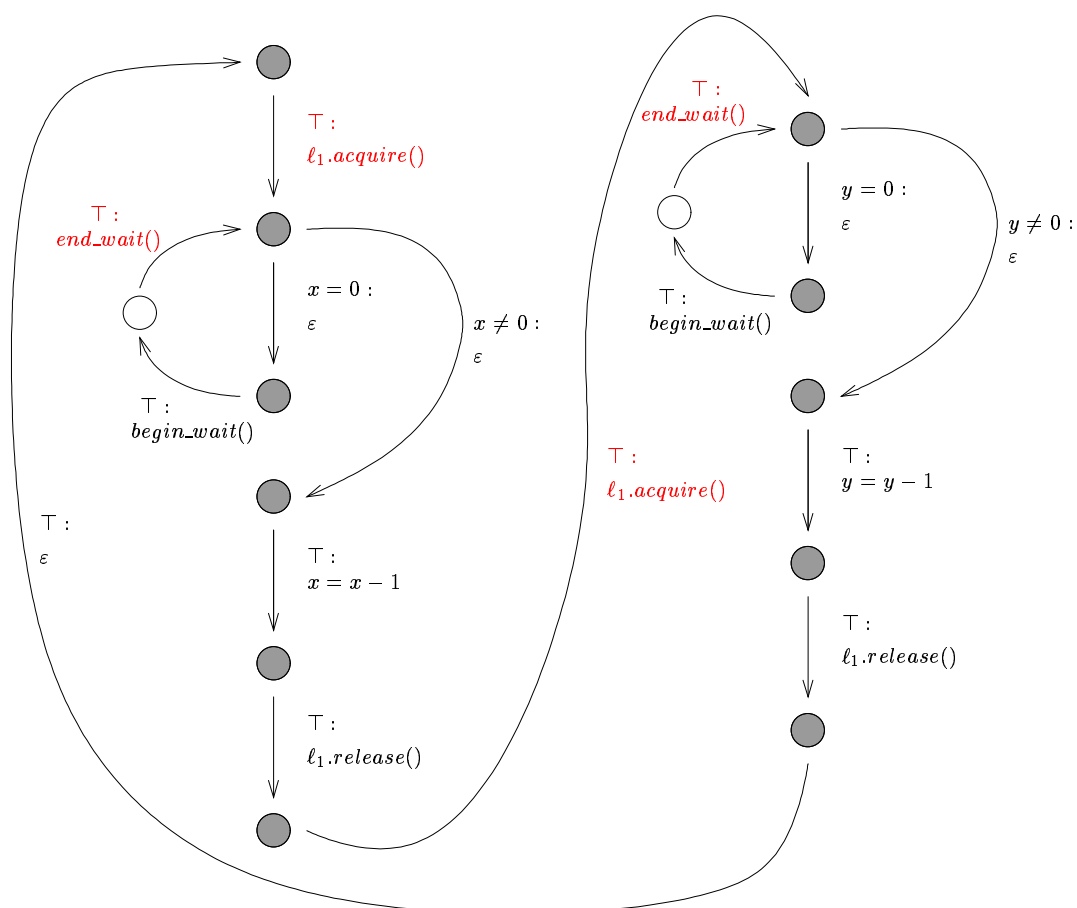 ⊤ :
ℓ₁.acquire()
⊤ :
end_wait()
x = 0 :
ε
x ≠ 0 :
ε
⊤ :
begin_wait()
⊤ :
ε
⊤ :
x = x − 1
⊤ :
ℓ₁.release()
⊤ :
ℓ₁.acquire()
⊤ :
end_wait()
y = 0 :
ε
y ≠ 0 :
ε
⊤ :
begin_wait()
⊤ :
y = y − 1
⊤ :
ℓ₁.release()